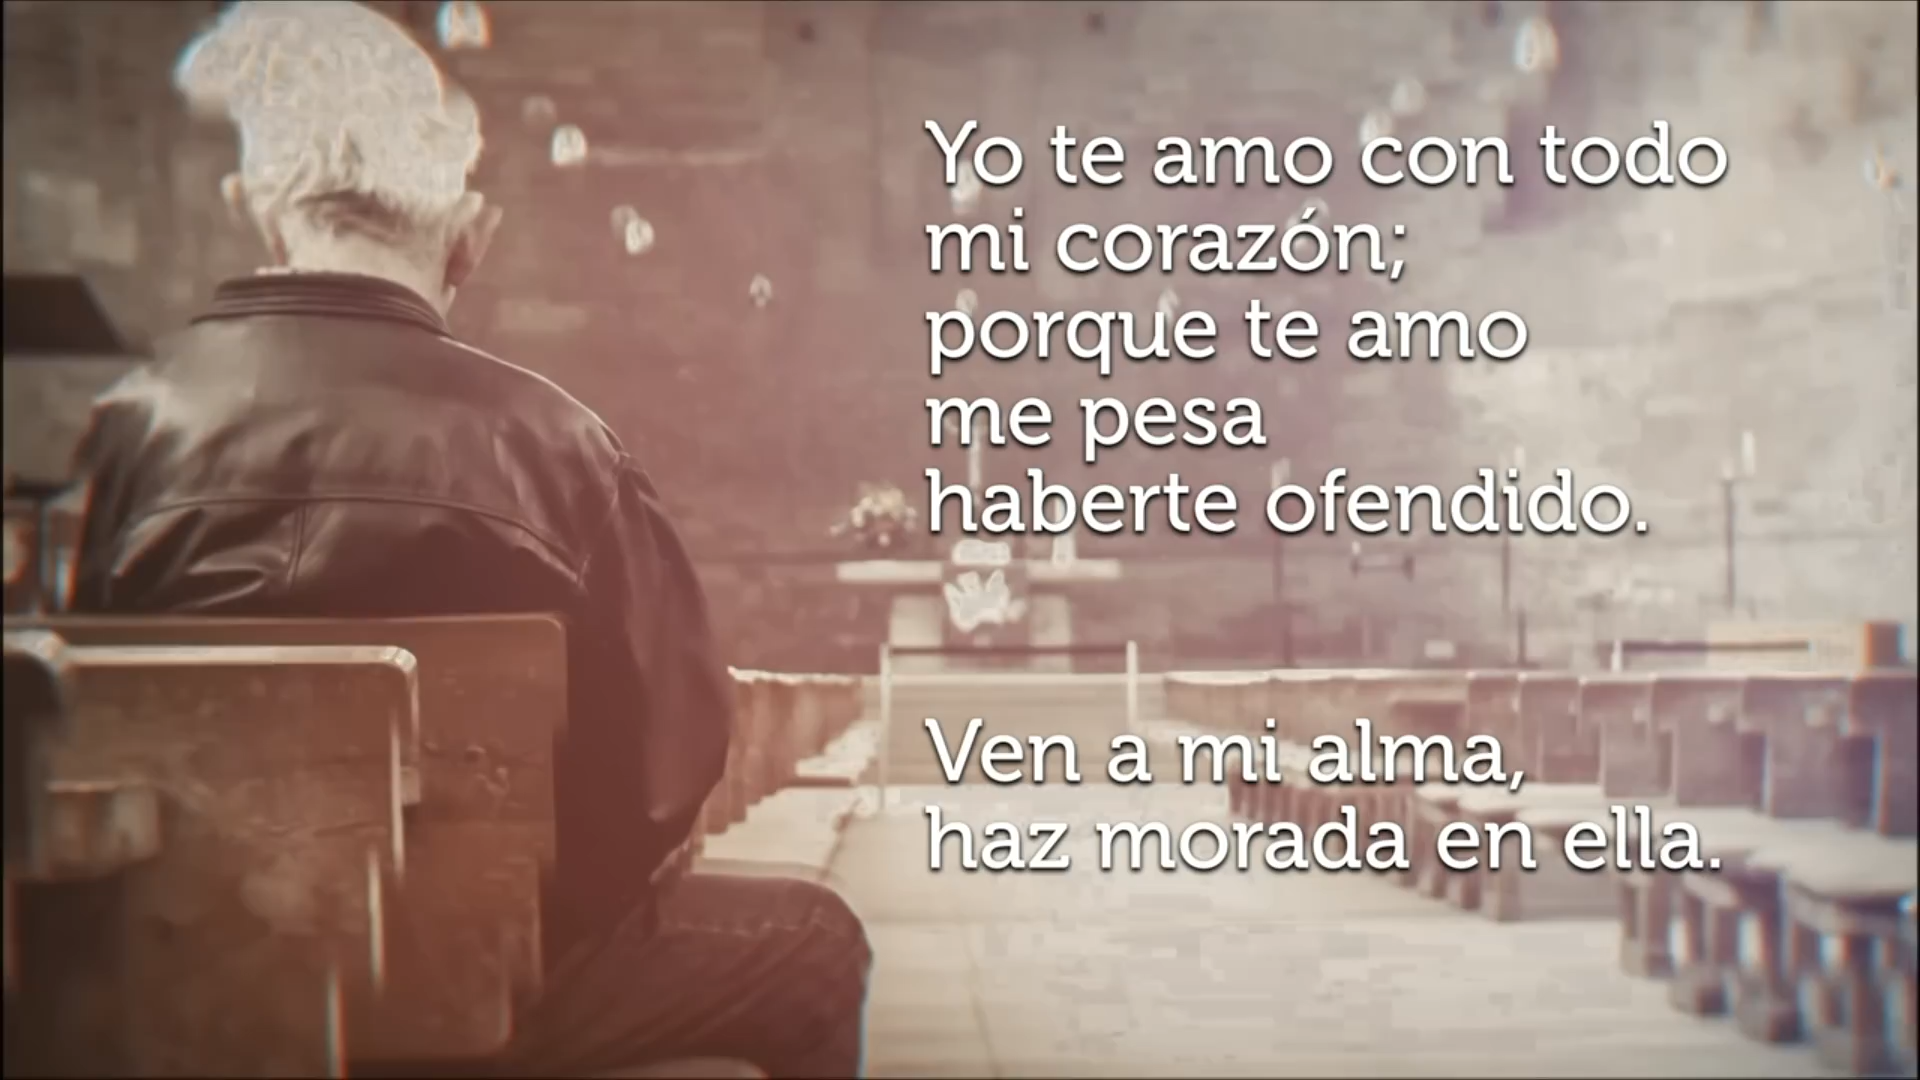 Yo te amo con todo
mi corazón;
porque te amo
me pesa
haberte ofendido.
Ven a mi alma,
haz morada en ella.